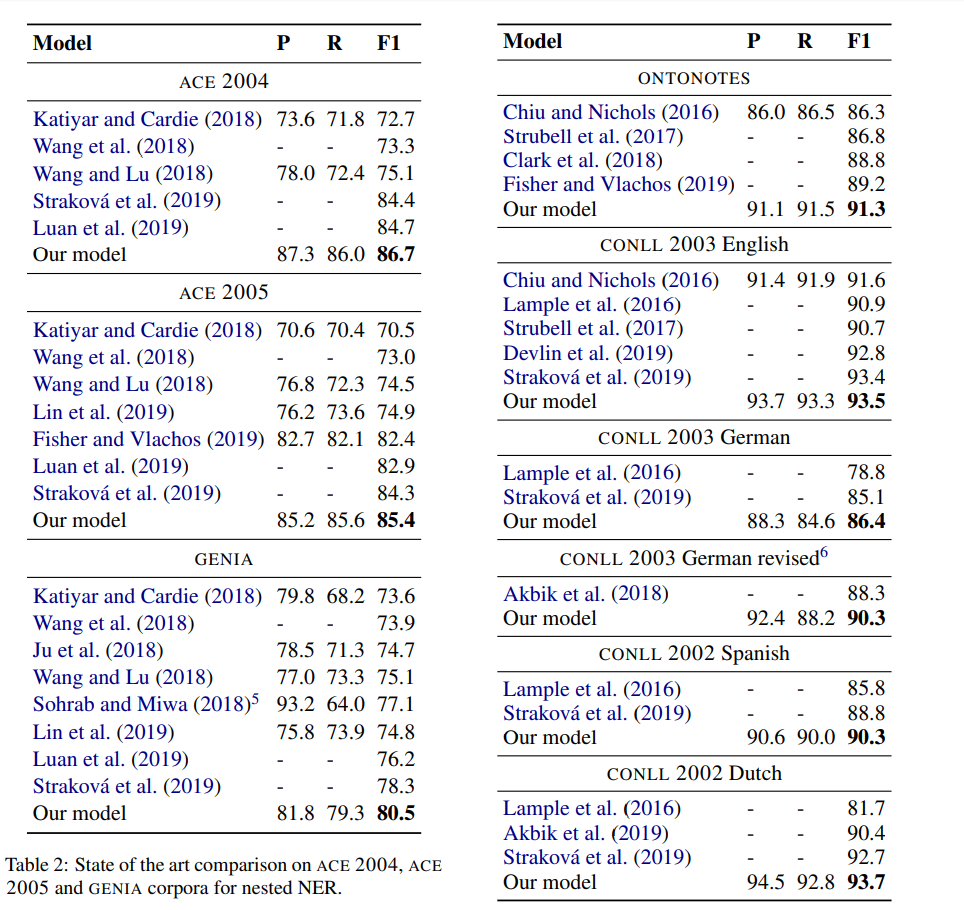 Model P R F1
ACE 2004
Katiyar and Cardie (2018) 73.6 71.8 72.7
Wang et al. (2018) - - 73.3
Wang and Lu (2018) 78.0 72.4 75.1
Straková et al. (2019) - - 84.4
Luan et al. (2019) - - 84.7
Our model 87.3 86.0 86.7
ACE 2005
Katiyar and Cardie (2018) 70.6 70.4 70.5
Wang et al. (2018) - - 73.0
Wang and Lu (2018) 76.8 72.3 74.5
Lin et al. (2019) 76.2 73.6 74.9
Fisher and Vlachos (2019) 82.7 82.1 82.4
Luan et al. (2019) - - 82.9
Straková et al. (2019) - - 84.3
Our model 85.2 85.6 85.4
GENIA
Katiyar and Cardie (2018) 79.8 68.2 73.6
Wang et al. (2018) - - 73.9
Ju et al. (2018) 78.5 71.3 74.7
Wang and Lu (2018) 77.0 73.3 75.1
Sohrab and Miwa (2018)⁵ 93.2 64.0 77.1
Lin et al. (2019) 75.8 73.9 74.8
Luan et al. (2019) - - 76.2
Straková et al. (2019) - - 78.3
Our model 81.8 79.3 80.5
Table 2: State of the art comparison on ACE 2004, ACE
2005 and GENIA corpora for nested NER.
Model P R F1
ONTONOTES
Chiu and Nichols (2016) 86.0 86.5 86.3
Strubell et al. (2017) - - 86.8
Clark et al. (2018) - - 88.8
Fisher and Vlachos (2019) - - 89.2
Our model 91.1 91.5 91.3
CONLL 2003 English
Chiu and Nichols (2016) 91.4 91.9 91.6
Lample et al. (2016) - - 90.9
Strubell et al. (2017) - - 90.7
Devlin et al. (2019) - - 92.8
Straková et al. (2019) - - 93.4
Our model 93.7 93.3 93.5
CONLL 2003 German
Lample et al. (2016) - - 78.8
Straková et al. (2019) - - 85.1
Our model 88.3 84.6 86.4
CONLL 2003 German revised⁶
Akbik et al. (2018) - - 88.3
Our model 92.4 88.2 90.3
CONLL 2002 Spanish
Lample et al. (2016) - - 85.8
Straková et al. (2019) - - 88.8
Our model 90.6 90.0 90.3
CONLL 2002 Dutch
Lample et al. (2016) - - 81.7
Akbik et al. (2019) - - 90.4
Straková et al. (2019) - - 92.7
Our model 94.5 92.8 93.7